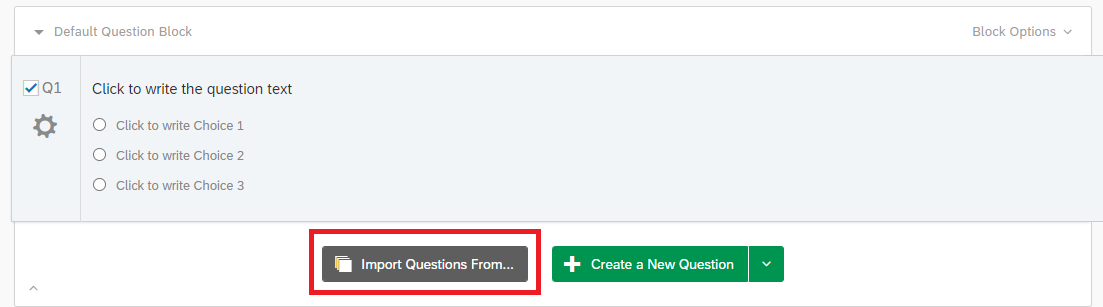 Default Question Block
Block Options
Q1
Click to write the question text
Click to write Choice 1
Click to write Choice 2
Click to write Choice 3
Import Questions From...
Create a New Question